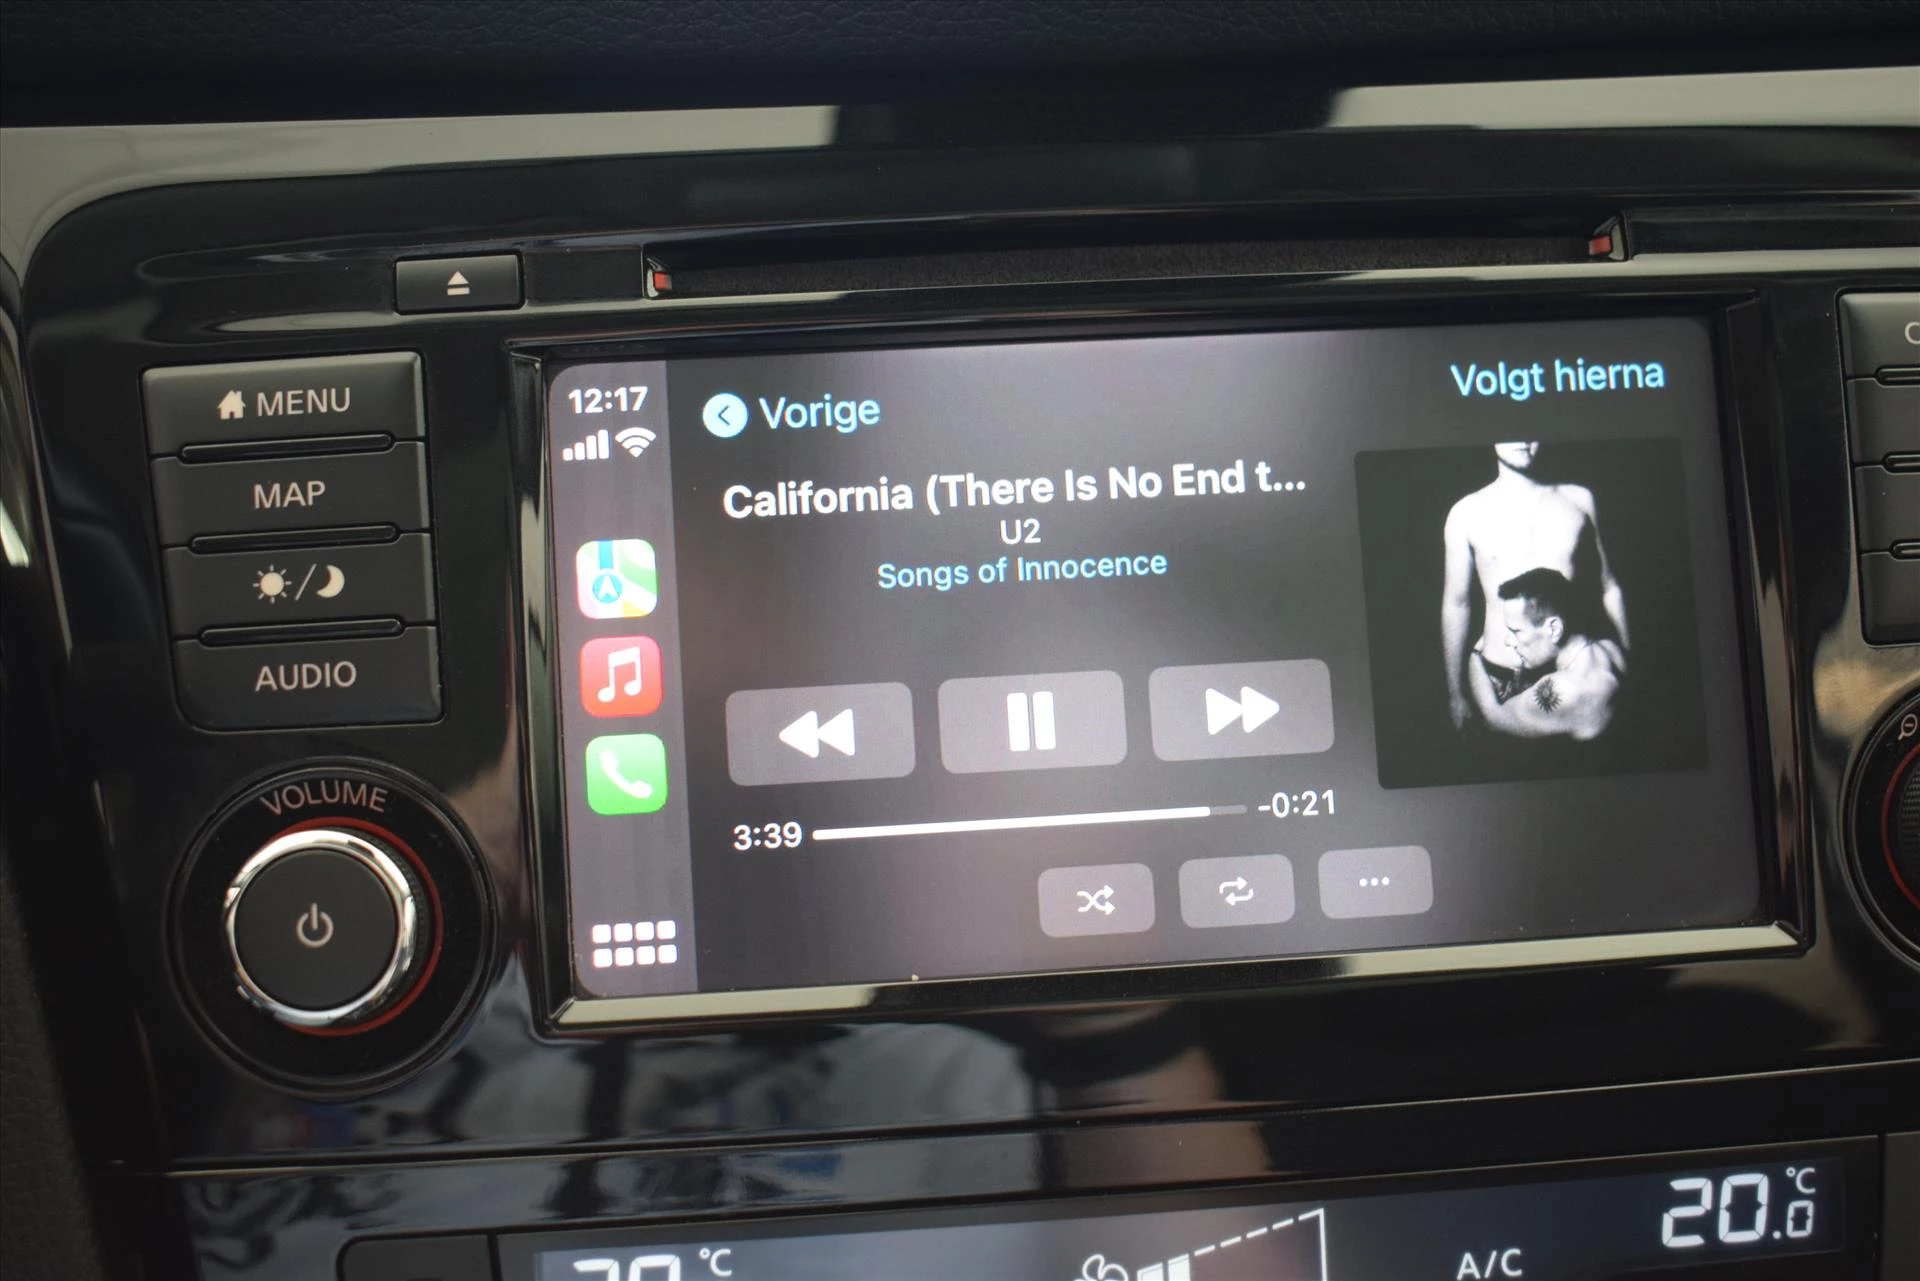 MENU
MAP
AUDIO
VOLUME
12:17
Vorige
Volgt hierna
California (There Is No End t...
U2
Songs of Innocence
3:39
-0:21
°C
A/C
20.0 °C